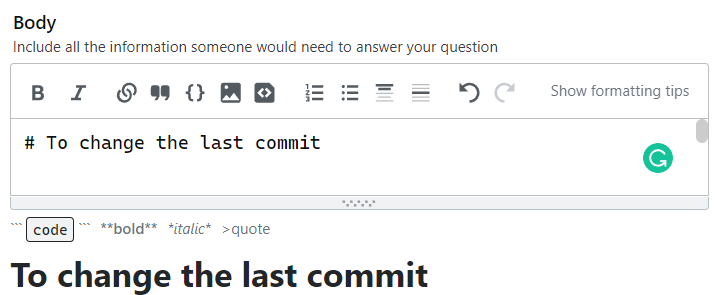 Body
Include all the information someone would need to answer your question
B I {} Show formatting tips
# To change the last commit
``` code ``` **bold** *italic* >quote
To change the last commit